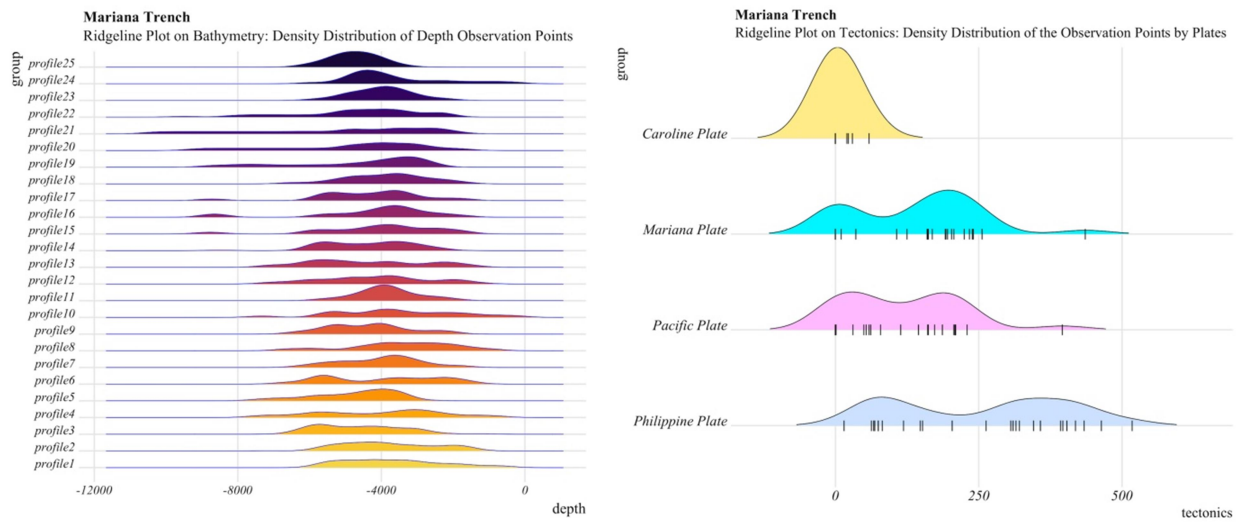 Mariana Trench
Ridgeline Plot on Bathymetry: Density Distribution of Depth Observation Points
group
profile25
profile24
profile23
profile22
profile21
profile20
profile19
profile18
profile17
profile16
profile15
profile14
profile13
profile12
profile11
profile10
profile9
profile8
profile7
profile6
profile5
profile4
profile3
profile2
profile1
-12000 -8000 -4000 0
depth
Mariana Trench
Ridgeline Plot on Tectonics: Density Distribution of the Observation Points by Plates
group
Caroline Plate
Mariana Plate
Pacific Plate
Philippine Plate
0 250 500
tectonics